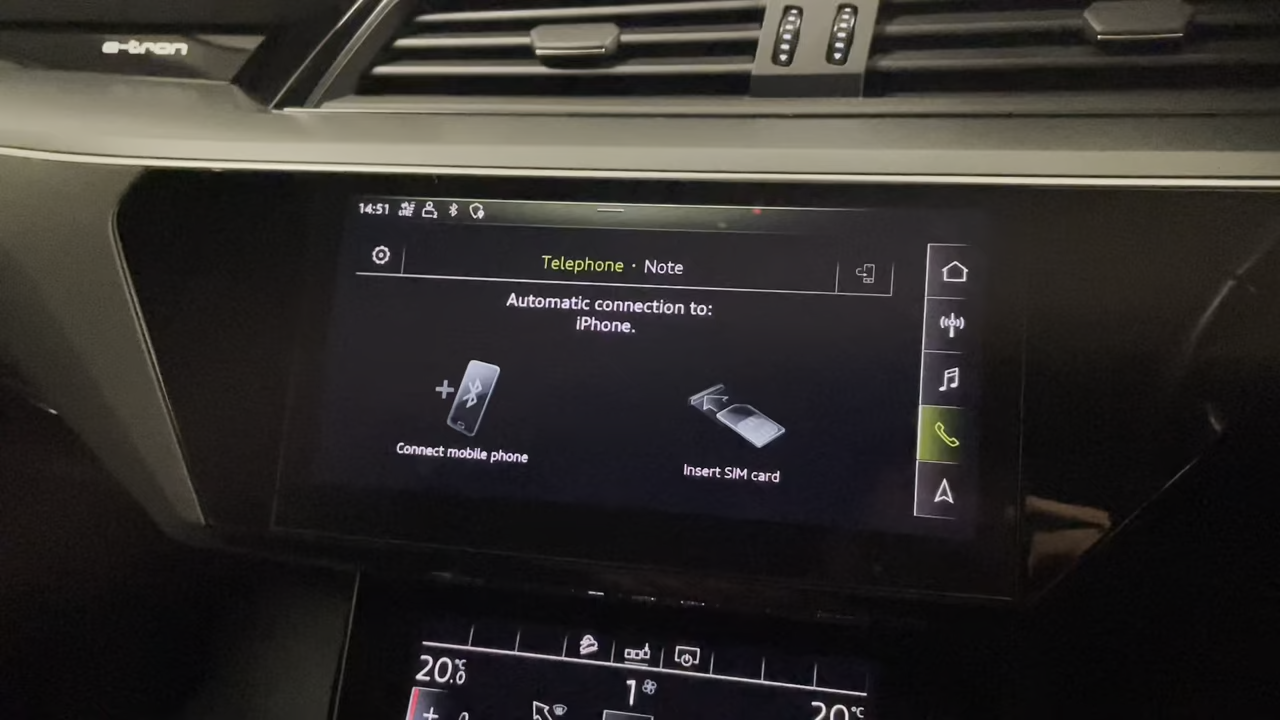 e-tron
14:51
Telephone · Note
Automatic connection to:
iPhone.
Connect mobile phone
Insert SIM card
20.0 °C
1
20 °C